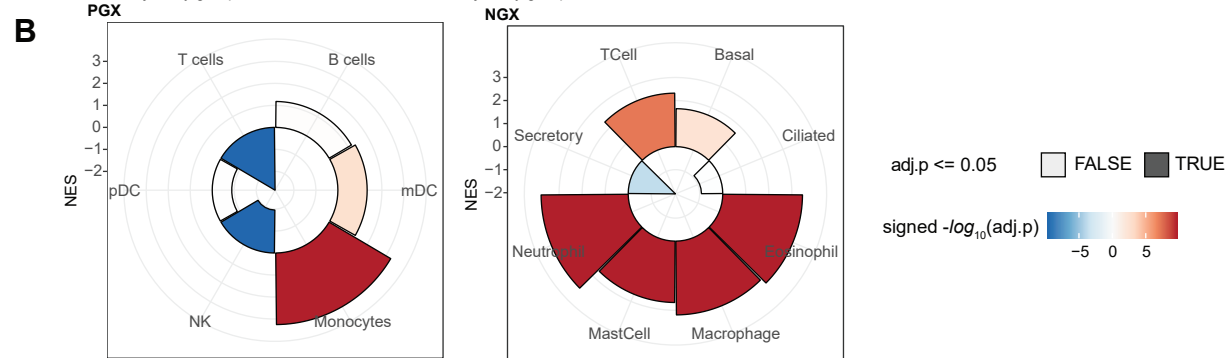 B
PGX
NES
3
2
1
0
−1
−2
T cells
B cells
pDC
mDC
NK
Monocytes
NGX
NES
3
2
1
0
−1
−2
TCell
Basal
Secretory
Ciliated
Neutrophil
Eosinophil
MastCell
Macrophage
adj.p <= 0.05
FALSE
TRUE
signed -log10(adj.p)
−5 0 5